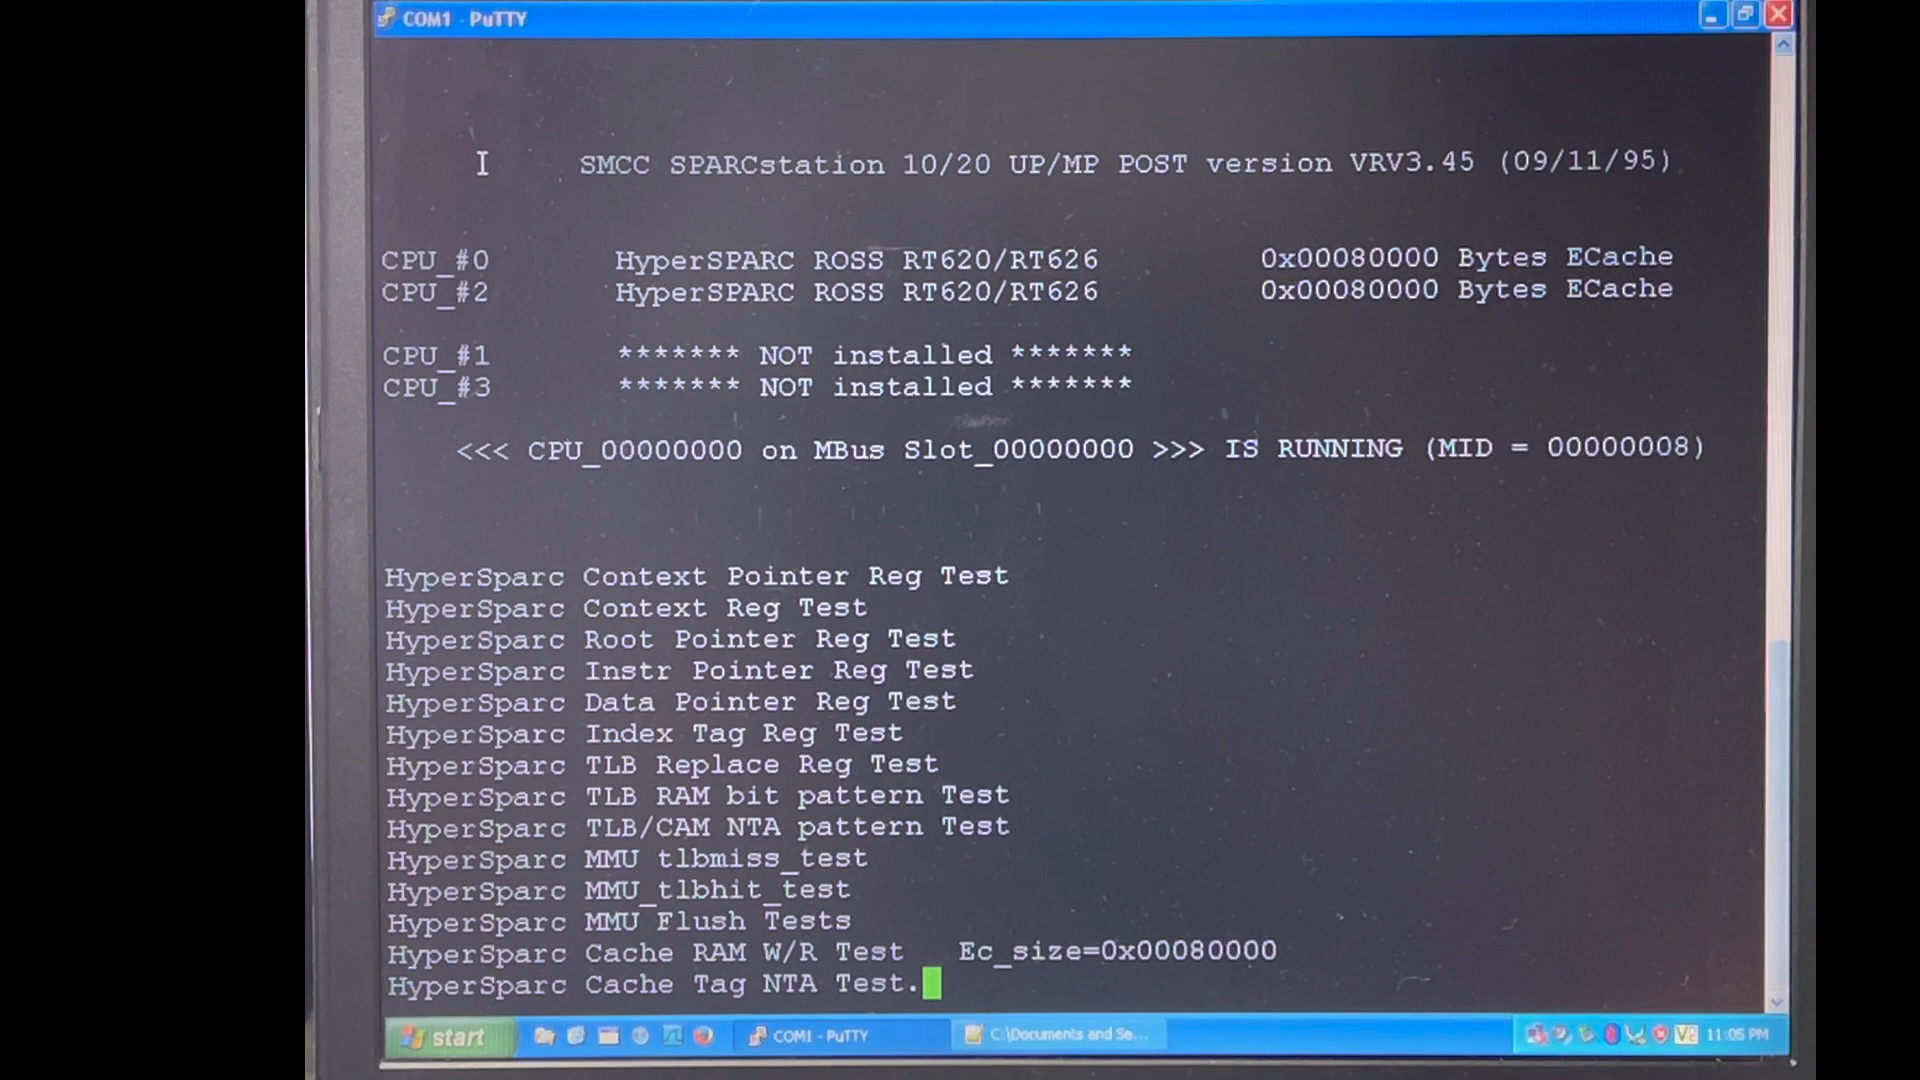 COM1 - PuTTY
SMCC SPARCstation 10/20 UP/MP POST version VRV3.45 (09/11/95)
CPU_#0 HyperSPARC ROSS RT620/RT626 0x00080000 Bytes ECache
CPU_#2 HyperSPARC ROSS RT620/RT626 0x00080000 Bytes ECache
CPU_#1 ******* NOT installed *******
CPU_#3 ******* NOT installed *******
<<< CPU_00000000 on MBus Slot_00000000 >>> IS RUNNING (MID = 00000008)
HyperSparc Context Pointer Reg Test
HyperSparc Context Reg Test
HyperSparc Root Pointer Reg Test
HyperSparc Instr Pointer Reg Test
HyperSparc Data Pointer Reg Test
HyperSparc Index Tag Reg Test
HyperSparc TLB Replace Reg Test
HyperSparc TLB RAM bit pattern Test
HyperSparc TLB/CAM NTA pattern Test
HyperSparc MMU tlbmiss_test
HyperSparc MMU_tlbhit_test
HyperSparc MMU Flush Tests
HyperSparc Cache RAM W/R Test Ec_size=0x00080000
HyperSparc Cache Tag NTA Test.
start COM1 - PuTTY C:\Documents and Se... 11:05 PM